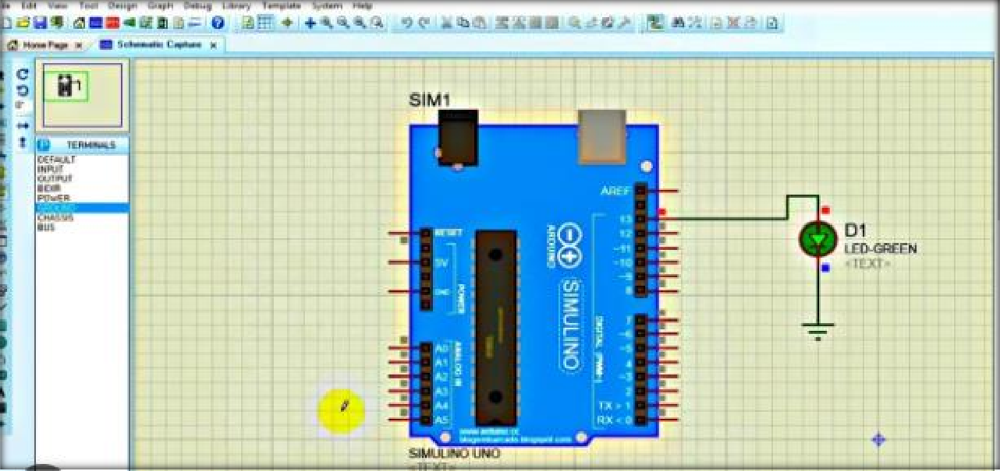 Edit View Tool Design Graph Debug Library Template System Help
Home Page x Schematic Capture x
P TERMINALS
DEFAULT
INPUT
OUTPUT
BIDIR
POWER
GROUND
CHASSIS
BUS
SIM1
AREF
13
12
~11
~10
~9
8
7
~6
~5
4
~3
2
TX > 1
RX < 0
DIGITAL (PWM~)
ARDUINO
SIMULINO
RESET
5V
GND
POWER
A0
A1
A2
A3
A4
A5
ANALOG IN
www.arduino.cc
blogembarcado.blogspot.com
SIMULINO UNO
<TEXT>
D1
LED-GREEN
<TEXT>